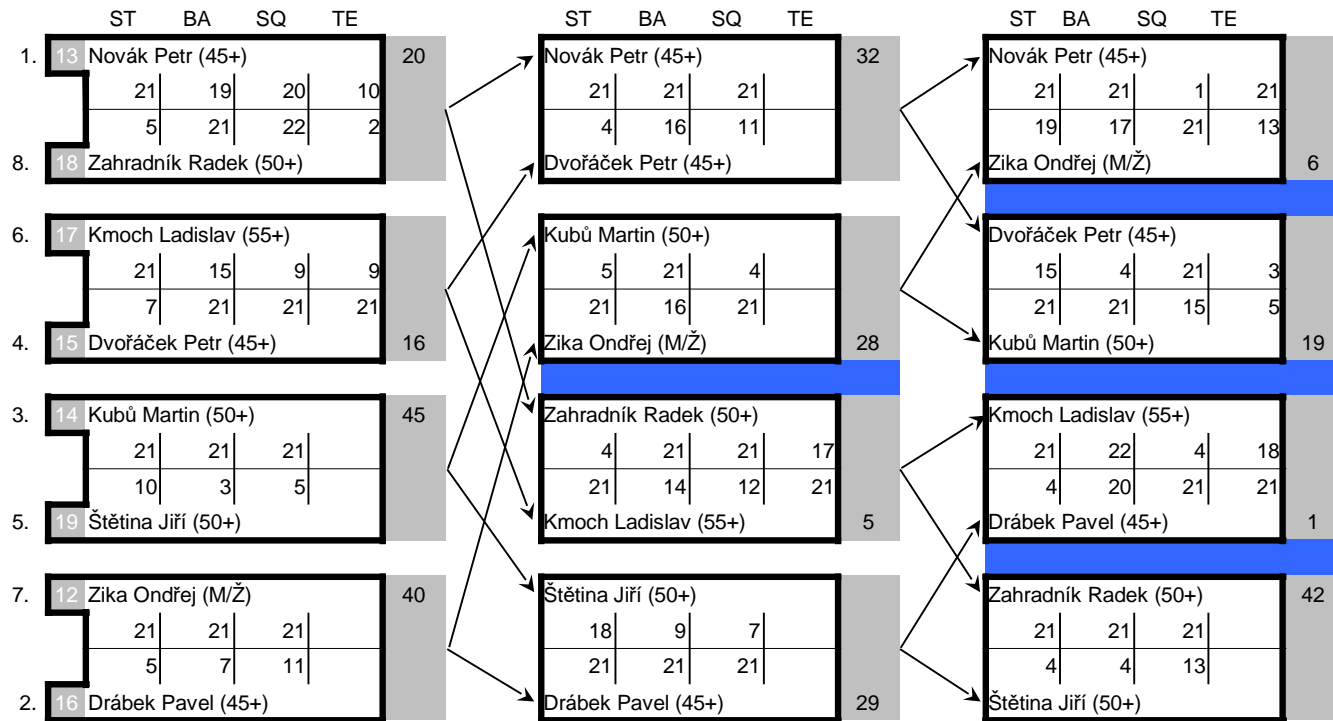 ST BA SQ TE ST BA SQ TE ST BA SQ TE
1. 13 Novák Petr (45+) 20 Novák Petr (45+) 32 Novák Petr (45+)
21 19 20 10 21 21 21 21 21 1 21
5 21 22 2 4 16 11 19 17 21 13
8. 18 Zahradník Radek (50+) Dvořáček Petr (45+) Zika Ondřej (M/Ž) 6
6. 17 Kmoch Ladislav (55+) Kubů Martin (50+) Dvořáček Petr (45+)
21 15 9 9 5 21 4 15 4 21 3
7 21 21 21 21 16 21 21 21 15 5
4. 15 Dvořáček Petr (45+) 16 Zika Ondřej (M/Ž) 28 Kubů Martin (50+) 19
3. 14 Kubů Martin (50+) 45 Zahradník Radek (50+) Kmoch Ladislav (55+)
21 21 21 4 21 21 17 21 22 4 18
10 3 5 21 14 12 21 4 20 21 21
5. 19 Štětina Jiří (50+) Kmoch Ladislav (55+) 5 Drábek Pavel (45+) 1
7. 12 Zika Ondřej (M/Ž) 40 Štětina Jiří (50+) Zahradník Radek (50+) 42
21 21 21 18 9 7 21 21 21
5 7 11 21 21 21 4 4 13
2. 16 Drábek Pavel (45+) Drábek Pavel (45+) 29 Štětina Jiří (50+)